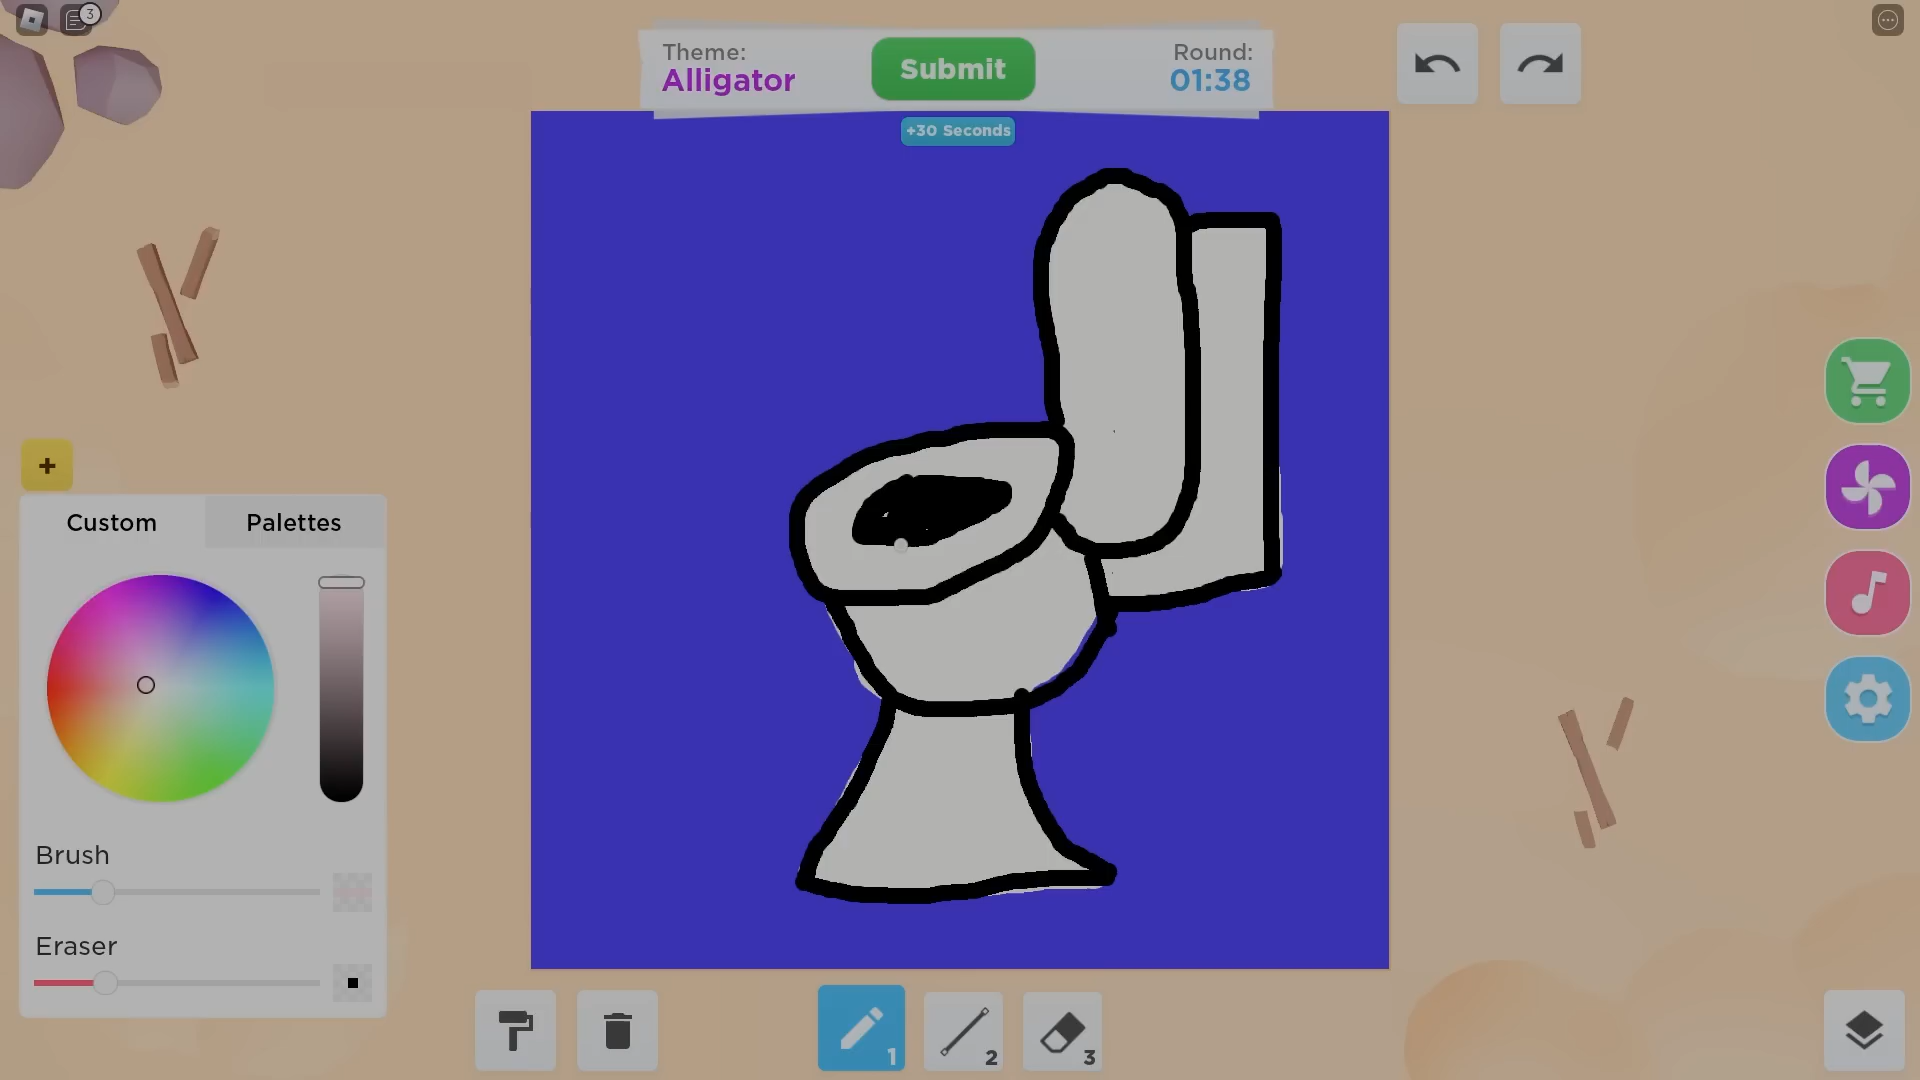 3
Theme:
Alligator
Submit
Round:
01:38
+30 Seconds
+
Custom
Palettes
Brush
Eraser
1
2
3